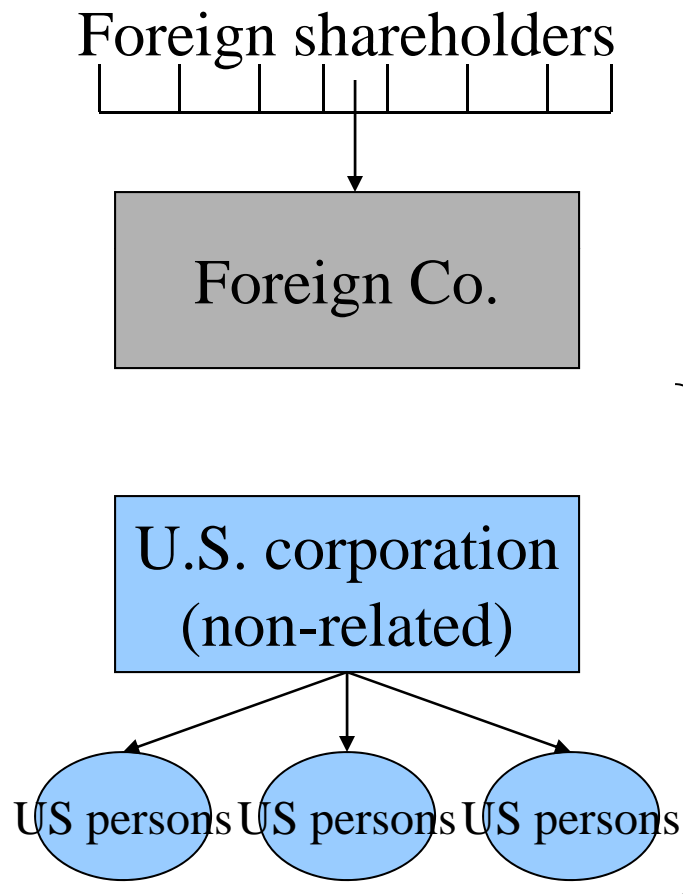 Foreign shareholders
Foreign Co.
U.S. corporation
(non-related)
US persons US persons US persons